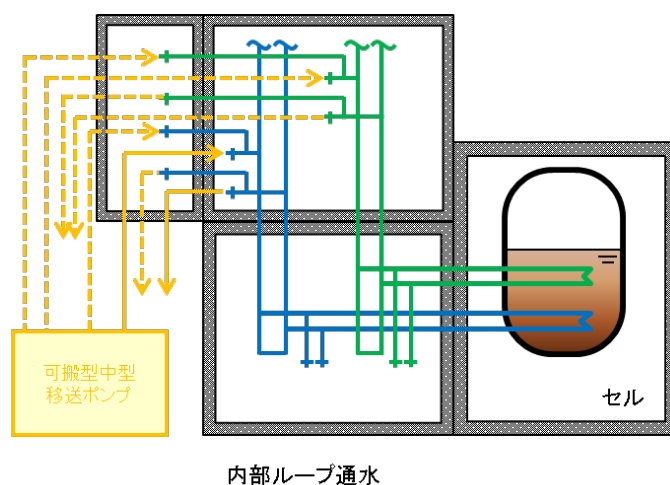 可搬型中型
移送ポンプ
セル
内部ループ通水